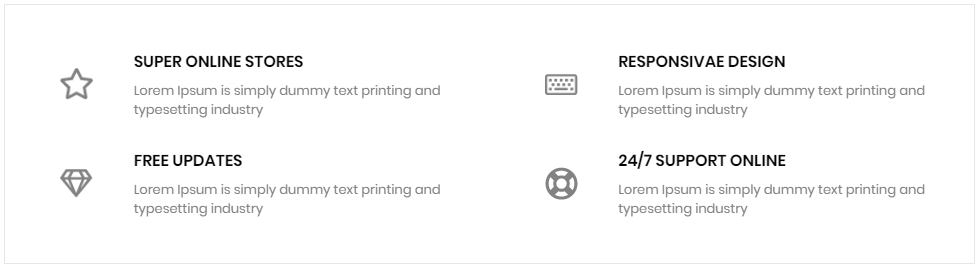 SUPER ONLINE STORES
Lorem Ipsum is simply dummy text printing and
typesetting industry
RESPONSIVAE DESIGN
Lorem Ipsum is simply dummy text printing and
typesetting industry
FREE UPDATES
Lorem Ipsum is simply dummy text printing and
typesetting industry
24/7 SUPPORT ONLINE
Lorem Ipsum is simply dummy text printing and
typesetting industry